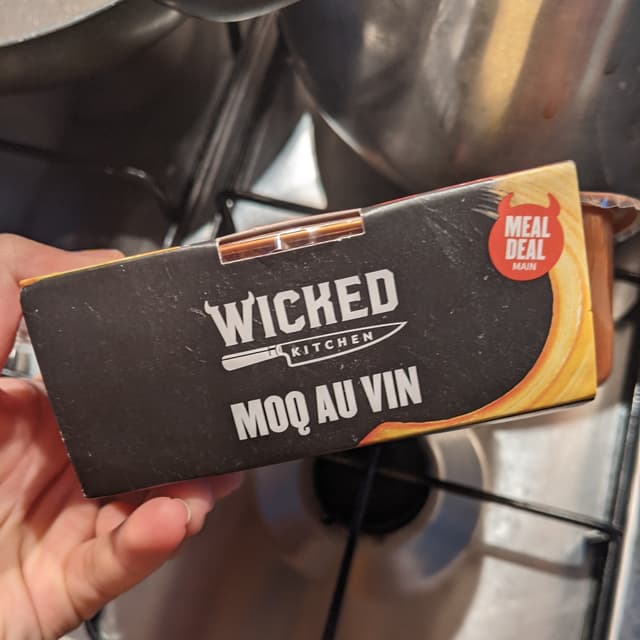 MEAL
DEAL
MAIN
WICKED
KITCHEN
MOQ AU VIN